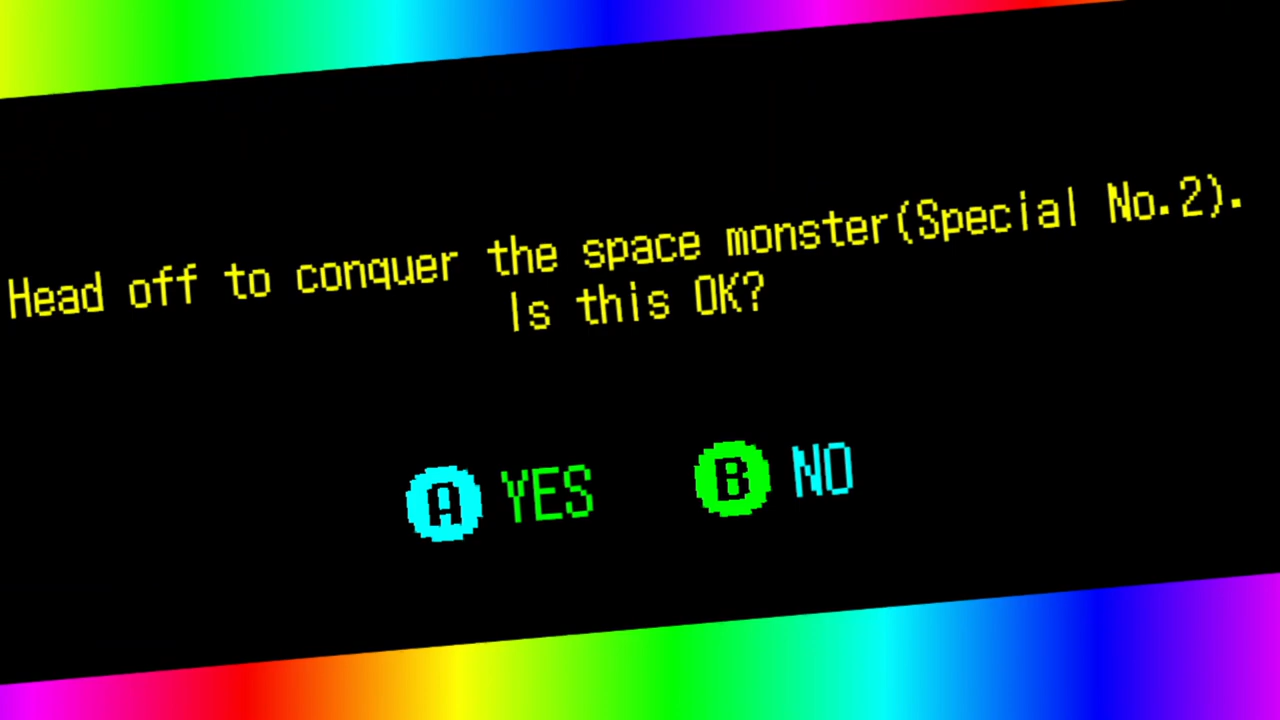 Head off to conquer the space monster(Special No.2).
Is this OK?
A YES B NO